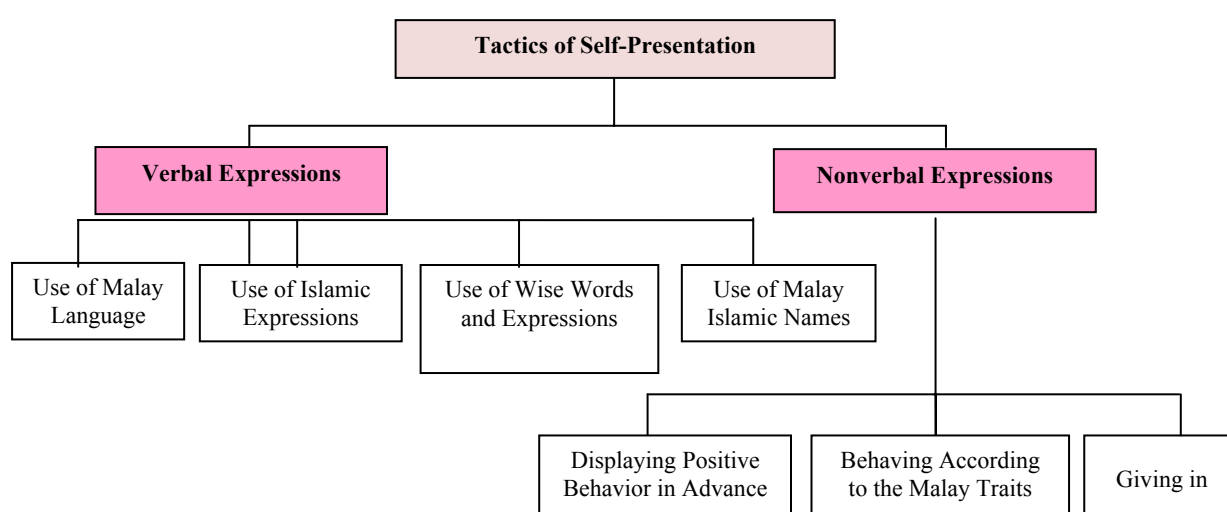 Tactics of Self-Presentation
Verbal Expressions
Nonverbal Expressions
Use of Malay
Language
Use of Islamic
Expressions
Use of Wise Words
and Expressions
Use of Malay
Islamic Names
Displaying Positive
Behavior in Advance
Behaving According
to the Malay Traits
Giving in